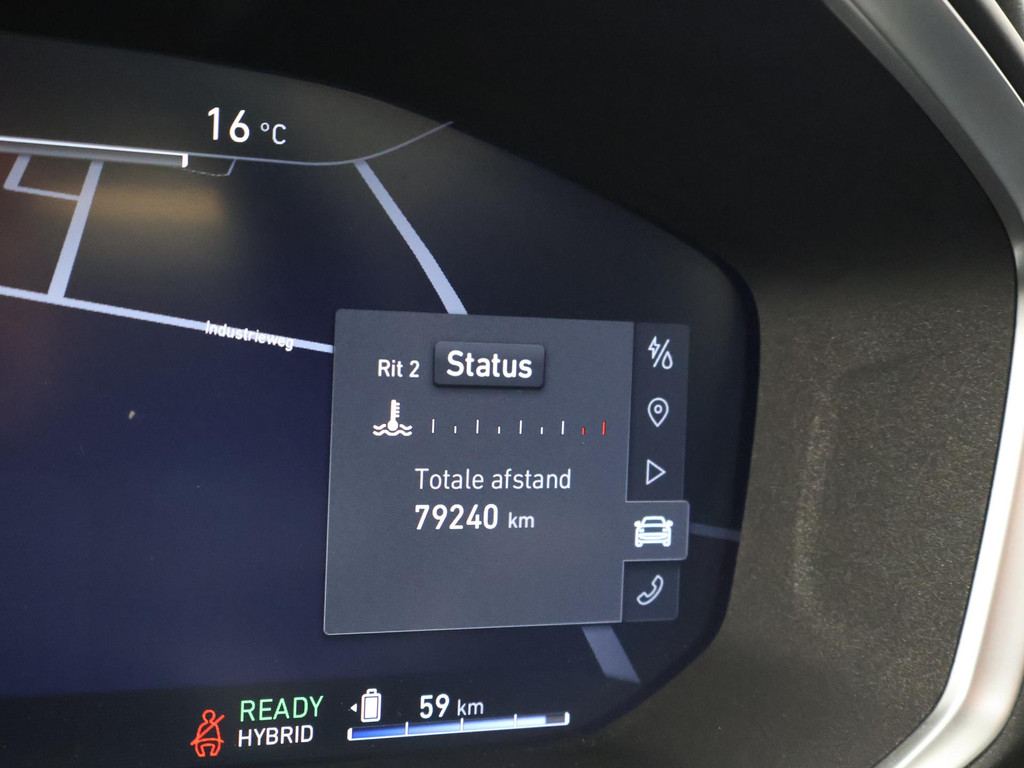 16 °C
Industrieweg
Rit 2 Status
Totale afstand
79240 km
READY
HYBRID
59 km